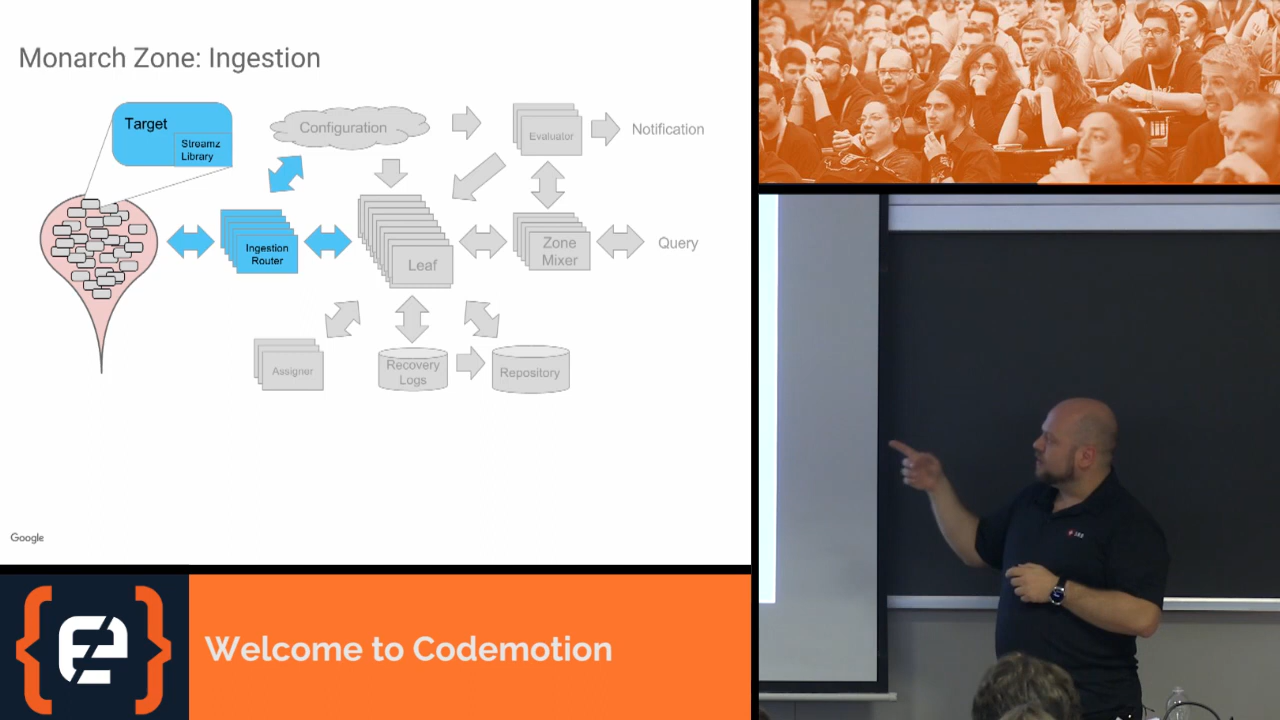 Monarch Zone: Ingestion
Target
Streamz
Library
Configuration
Evaluator
Notification
Ingestion
Router
Leaf
Zone
Mixer
Query
Assigner
Recovery
Logs
Repository
Google
Welcome to Codemotion